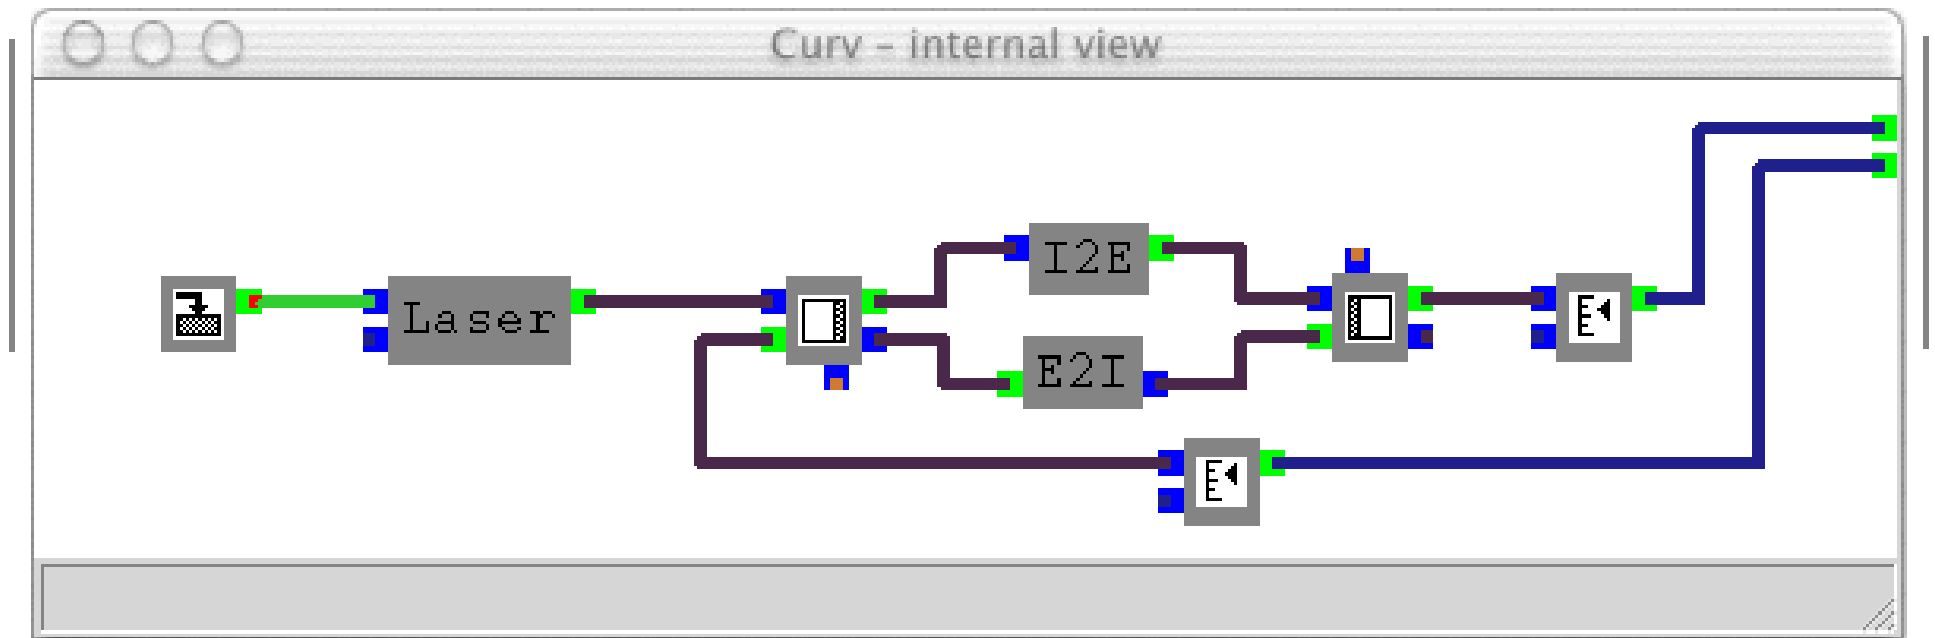 Curv – internal view
I2E
Laser
E2I